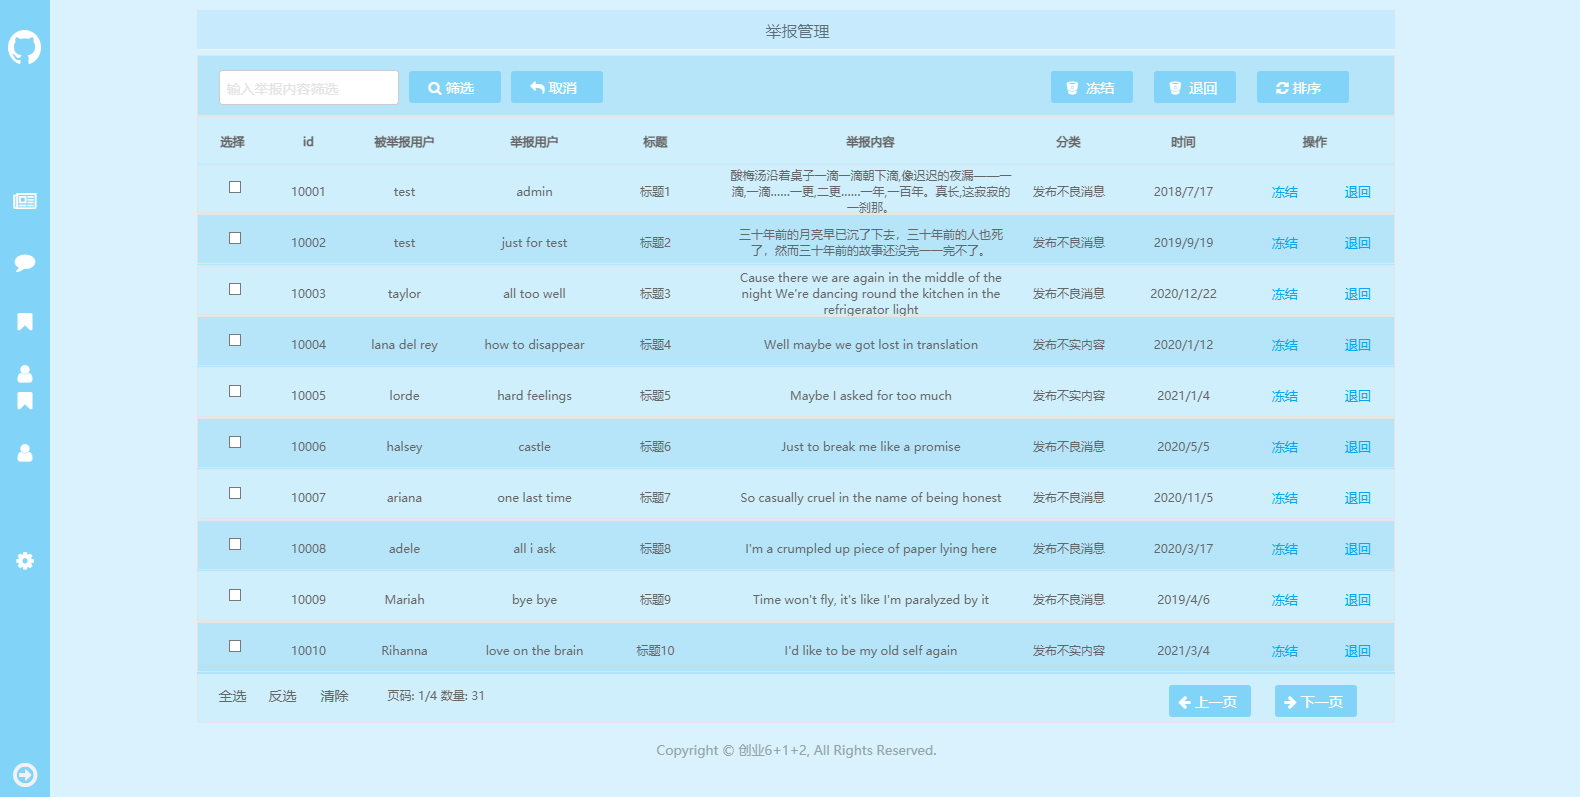 举报管理
输入举报内容筛选 筛选 取消 冻结 退回 排序
选择 id 被举报用户 举报用户 标题 举报内容 分类 时间 操作
酸梅汤沿着桌子一滴一滴朝下滴,像迟迟的夜漏——一
10001 test admin 标题1 滴,一滴……一更,二更……一年,一百年。真长,这寂寂的 发布不良消息 2018/7/17 冻结 退回
一刹那。
三十年前的月亮早已沉了下去，三十年前的人也死
10002 test just for test 标题2 发布不良消息 2019/9/19 冻结 退回
了，然而三十年前的故事还没完——完不了。
Cause there we are again in the middle of the
10003 taylor all too well 标题3 night We're dancing round the kitchen in the 发布不良消息 2020/12/22 冻结 退回
refrigerator light
10004 lana del rey how to disappear 标题4 Well maybe we got lost in translation 发布不实内容 2020/1/12 冻结 退回
10005 lorde hard feelings 标题5 Maybe I asked for too much 发布不实内容 2021/1/4 冻结 退回
10006 halsey castle 标题6 Just to break me like a promise 发布不良消息 2020/5/5 冻结 退回
10007 ariana one last time 标题7 So casually cruel in the name of being honest 发布不良消息 2020/11/5 冻结 退回
10008 adele all i ask 标题8 I'm a crumpled up piece of paper lying here 发布不良消息 2020/3/17 冻结 退回
10009 Mariah bye bye 标题9 Time won't fly, it's like I'm paralyzed by it 发布不良消息 2019/4/6 冻结 退回
10010 Rihanna love on the brain 标题10 I'd like to be my old self again 发布不实内容 2021/3/4 冻结 退回
全选 反选 清除 页码: 1/4 数量: 31 上一页 下一页
Copyright © 创业6+1+2, All Rights Reserved.